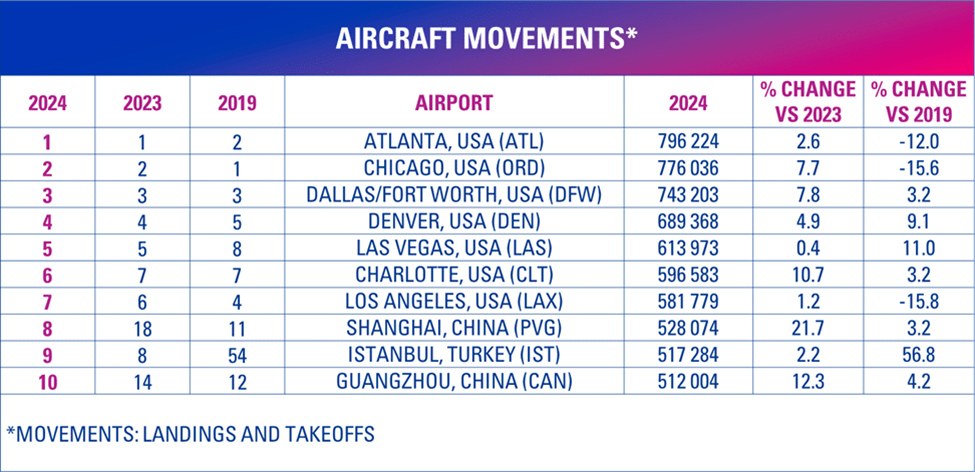 AIRCRAFT MOVEMENTS*
2024 2023 2019 AIRPORT 2024 % CHANGE VS 2023 % CHANGE VS 2019
1 1 2 ATLANTA, USA (ATL) 796 224 2.6 -12.0
2 2 1 CHICAGO, USA (ORD) 776 036 7.7 -15.6
3 3 3 DALLAS/FORT WORTH, USA (DFW) 743 203 7.8 3.2
4 4 5 DENVER, USA (DEN) 689 368 4.9 9.1
5 5 8 LAS VEGAS, USA (LAS) 613 973 0.4 11.0
6 7 7 CHARLOTTE, USA (CLT) 596 583 10.7 3.2
7 6 4 LOS ANGELES, USA (LAX) 581 779 1.2 -15.8
8 18 11 SHANGHAI, CHINA (PVG) 528 074 21.7 3.2
9 8 54 ISTANBUL, TURKEY (IST) 517 284 2.2 56.8
10 14 12 GUANGZHOU, CHINA (CAN) 512 004 12.3 4.2
*MOVEMENTS: LANDINGS AND TAKEOFFS